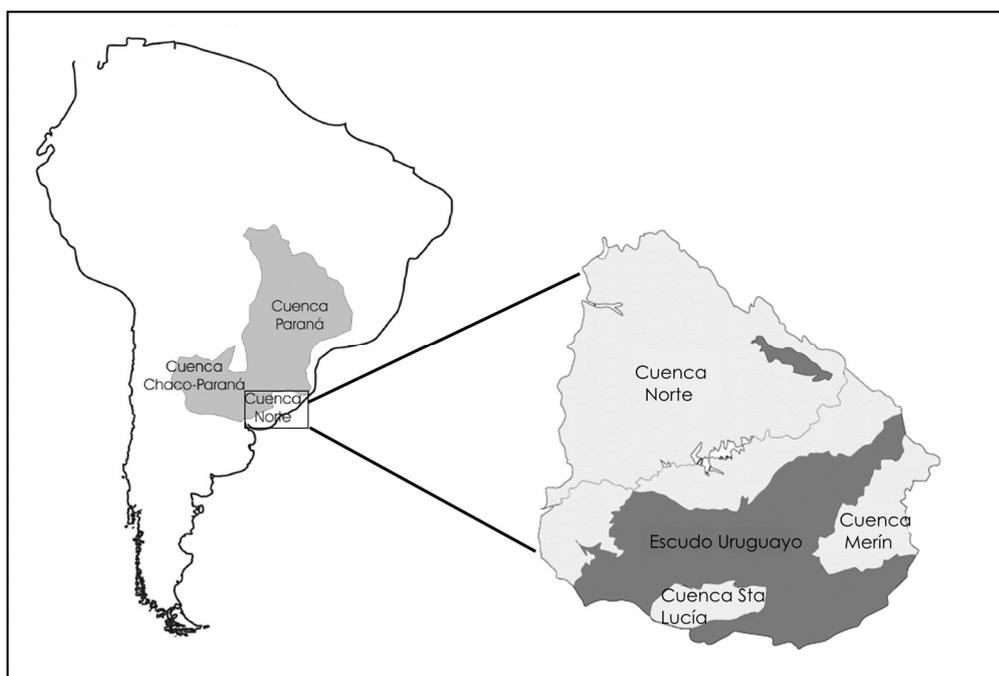 Cuenca
Paraná
Cuenca
Chaco-Paraná
Cuenca
Norte
Cuenca
Norte
Escudo Uruguayo
Cuenca
Merín
Cuenca Sta
Lucía